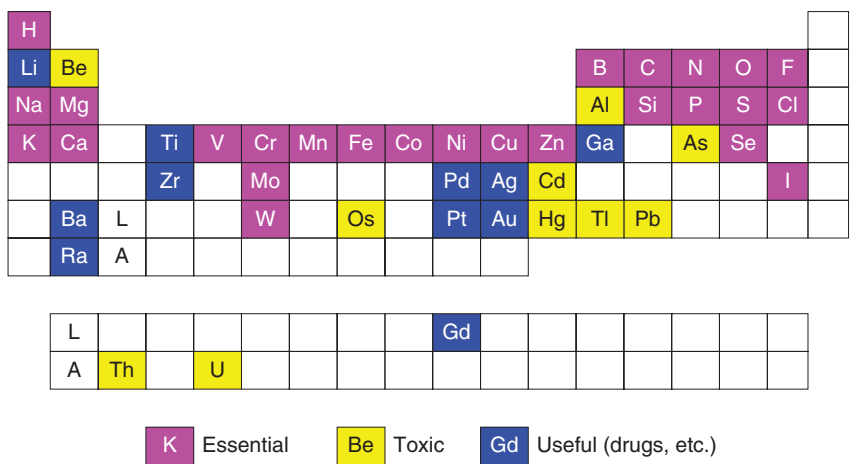 H
Li Be B C N O F
Na Mg Al Si P S Cl
K Ca Ti V Cr Mn Fe Co Ni Cu Zn Ga As Se
Zr Mo Pd Ag Cd I
Ba L W Os Pt Au Hg Tl Pb
Ra A
L Gd
A Th U
K Essential Be Toxic Gd Useful (drugs, etc.)